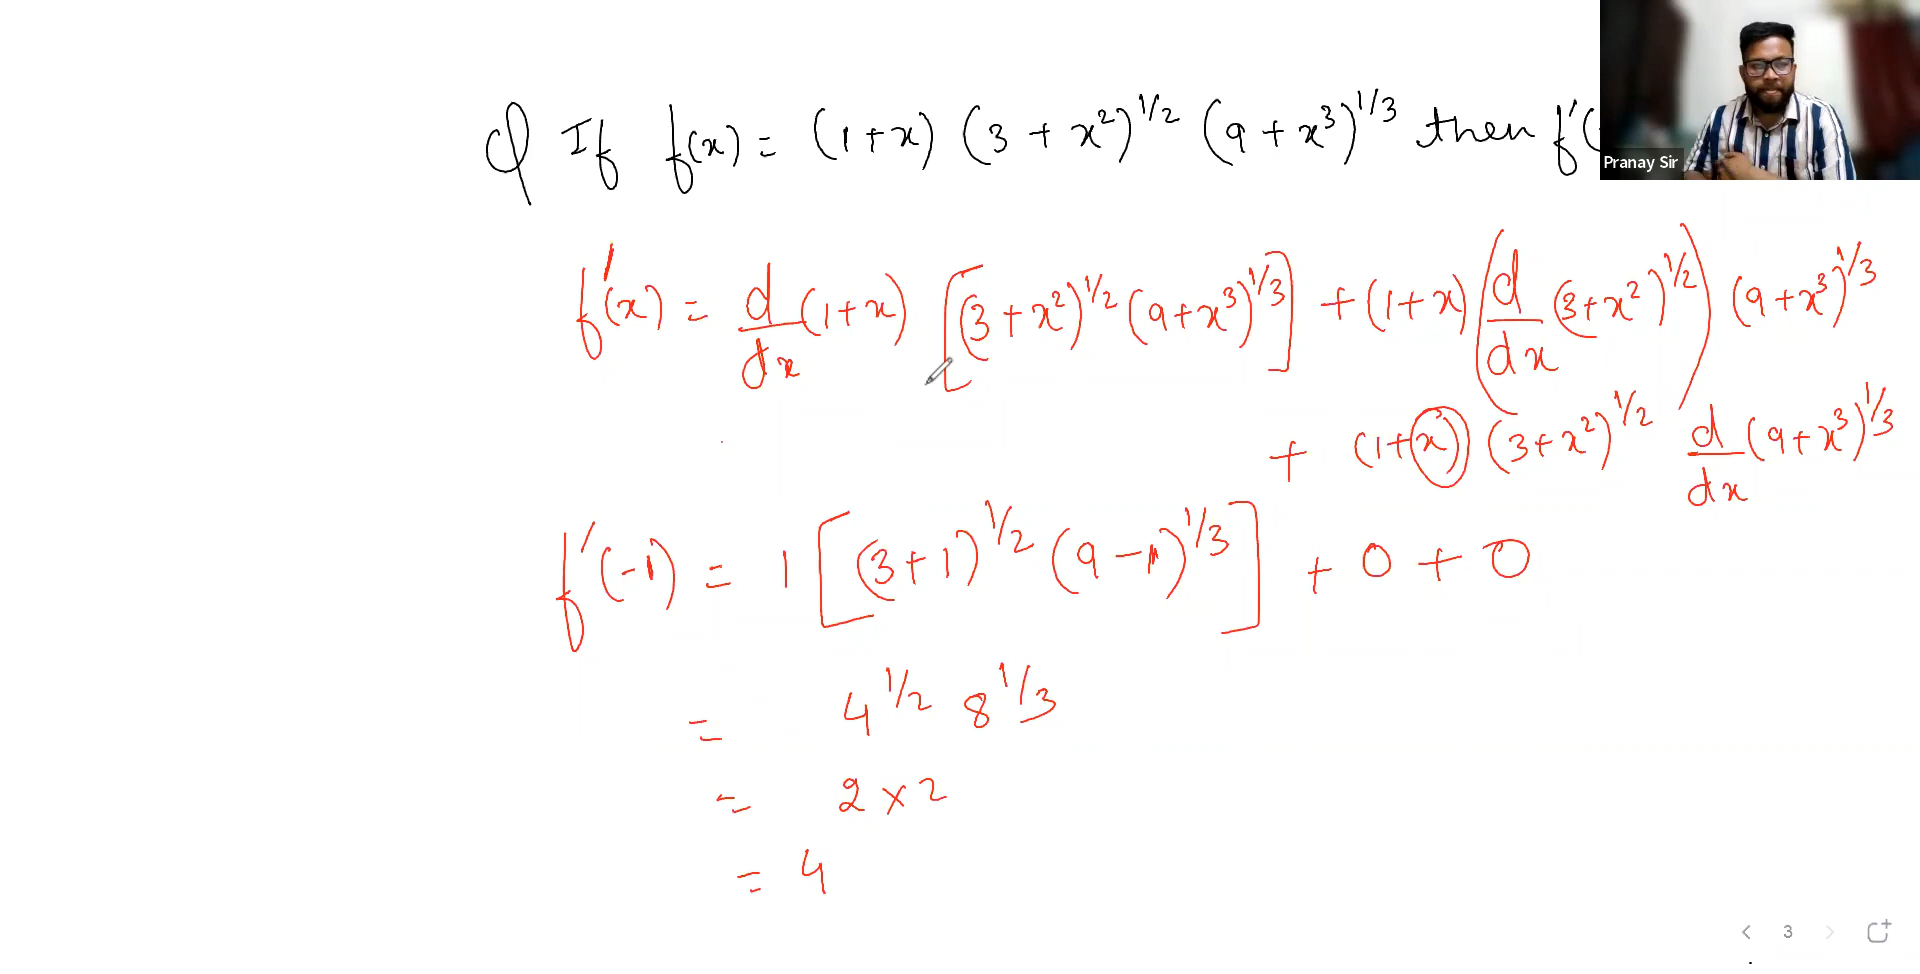 Q If f(x) = (1+x) (3 + x²)^1/2 (9 + x³)^1/3 then f'(
Pranay Sir
f'(x) = d/dx (1+x) [(3+x²)^1/2 (9+x³)^1/3] + (1+x) (d/dx (3+x²)^1/2) (9+x³)^1/3
+ (1+x) (3+x²)^1/2 d/dx (9+x³)^1/3
f'(-1) = 1 [(3+1)^1/2 (9-1)^1/3] + 0 + 0
= 4^1/2 8^1/3
= 2 × 2
= 4
3